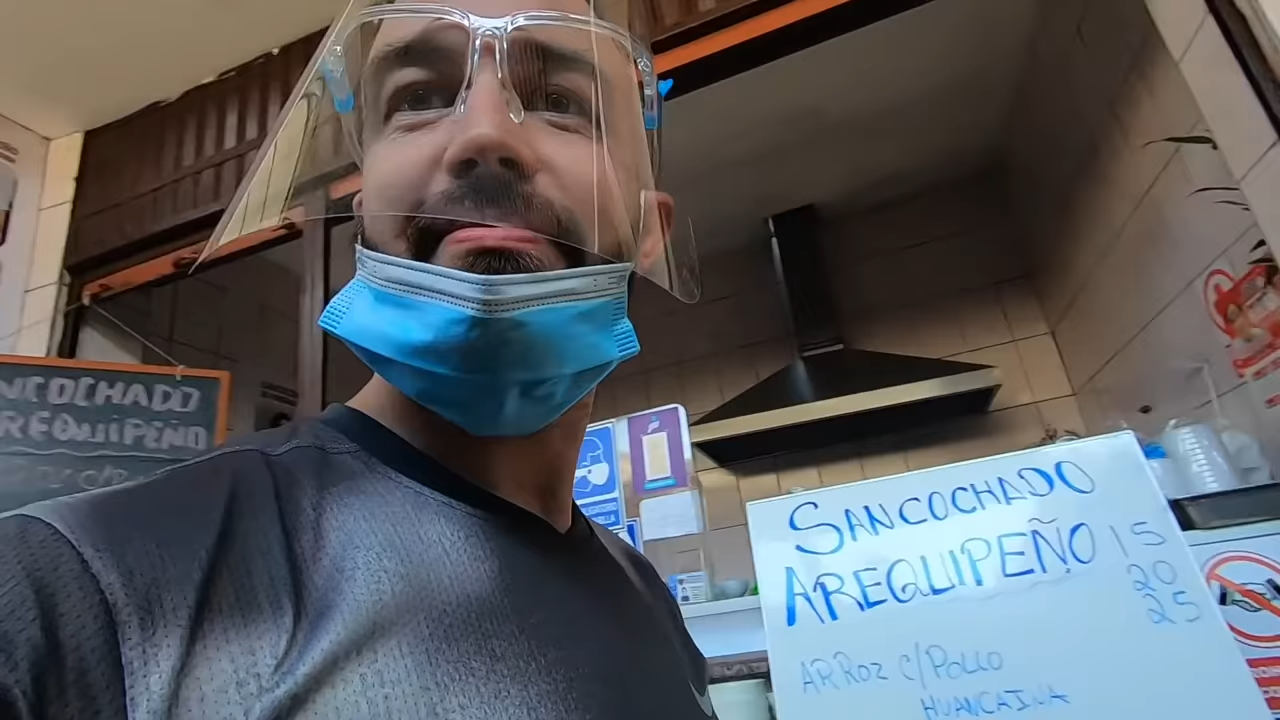 NCOCHADO
REQUIPEÑO
SANCOCHADO
AREQUIPEÑO 15
20
25
ARROZ C/POLLO
HUANCAINA